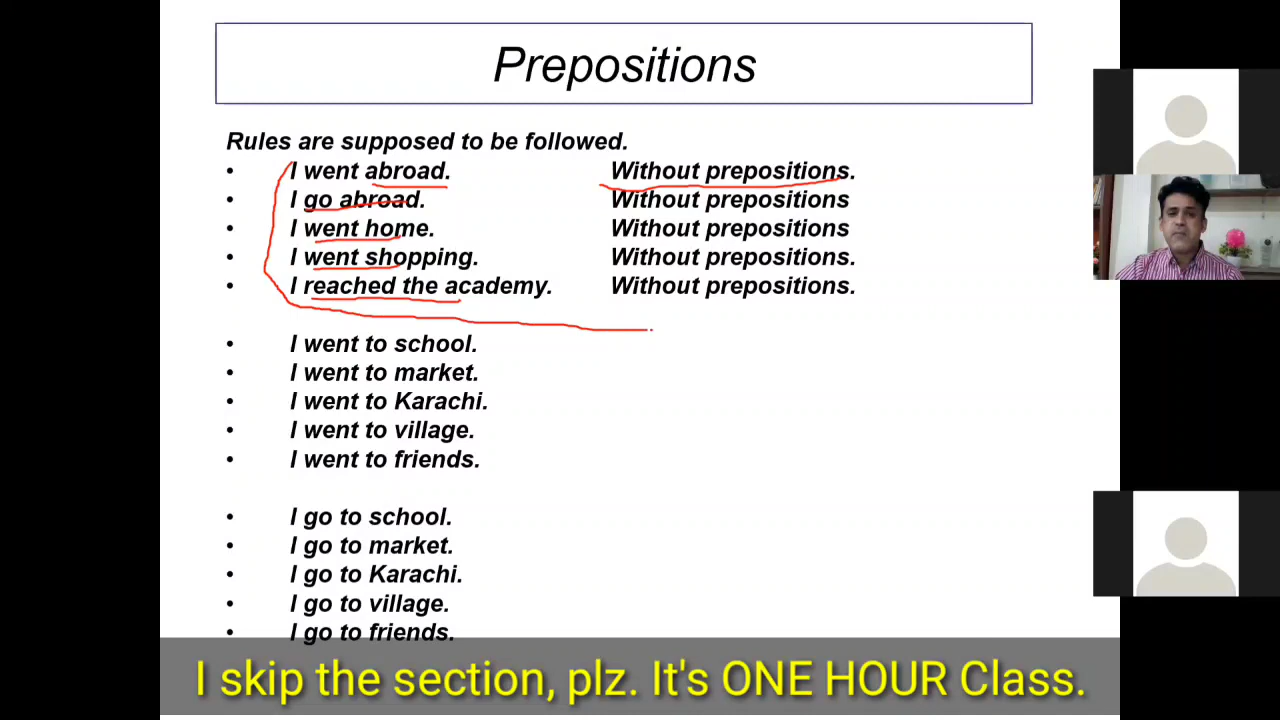 Prepositions
Rules are supposed to be followed.
• I went abroad. Without prepositions.
• I go abroad. Without prepositions
• I went home. Without prepositions
• I went shopping. Without prepositions.
• I reached the academy. Without prepositions.
• I went to school.
• I went to market.
• I went to Karachi.
• I went to village.
• I went to friends.
• I go to school.
• I go to market.
• I go to Karachi.
• I go to village.
• I go to friends.
I skip the section, plz. It's ONE HOUR Class.